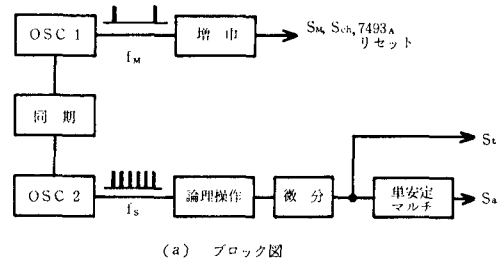 OSC 1
f_M
増 巾
S_M, S_ch, 7493_A
リセット
同 期
OSC 2
f_S
論理操作
微 分
単安定
マルチ
S_t
S_a
(a) ブロック図